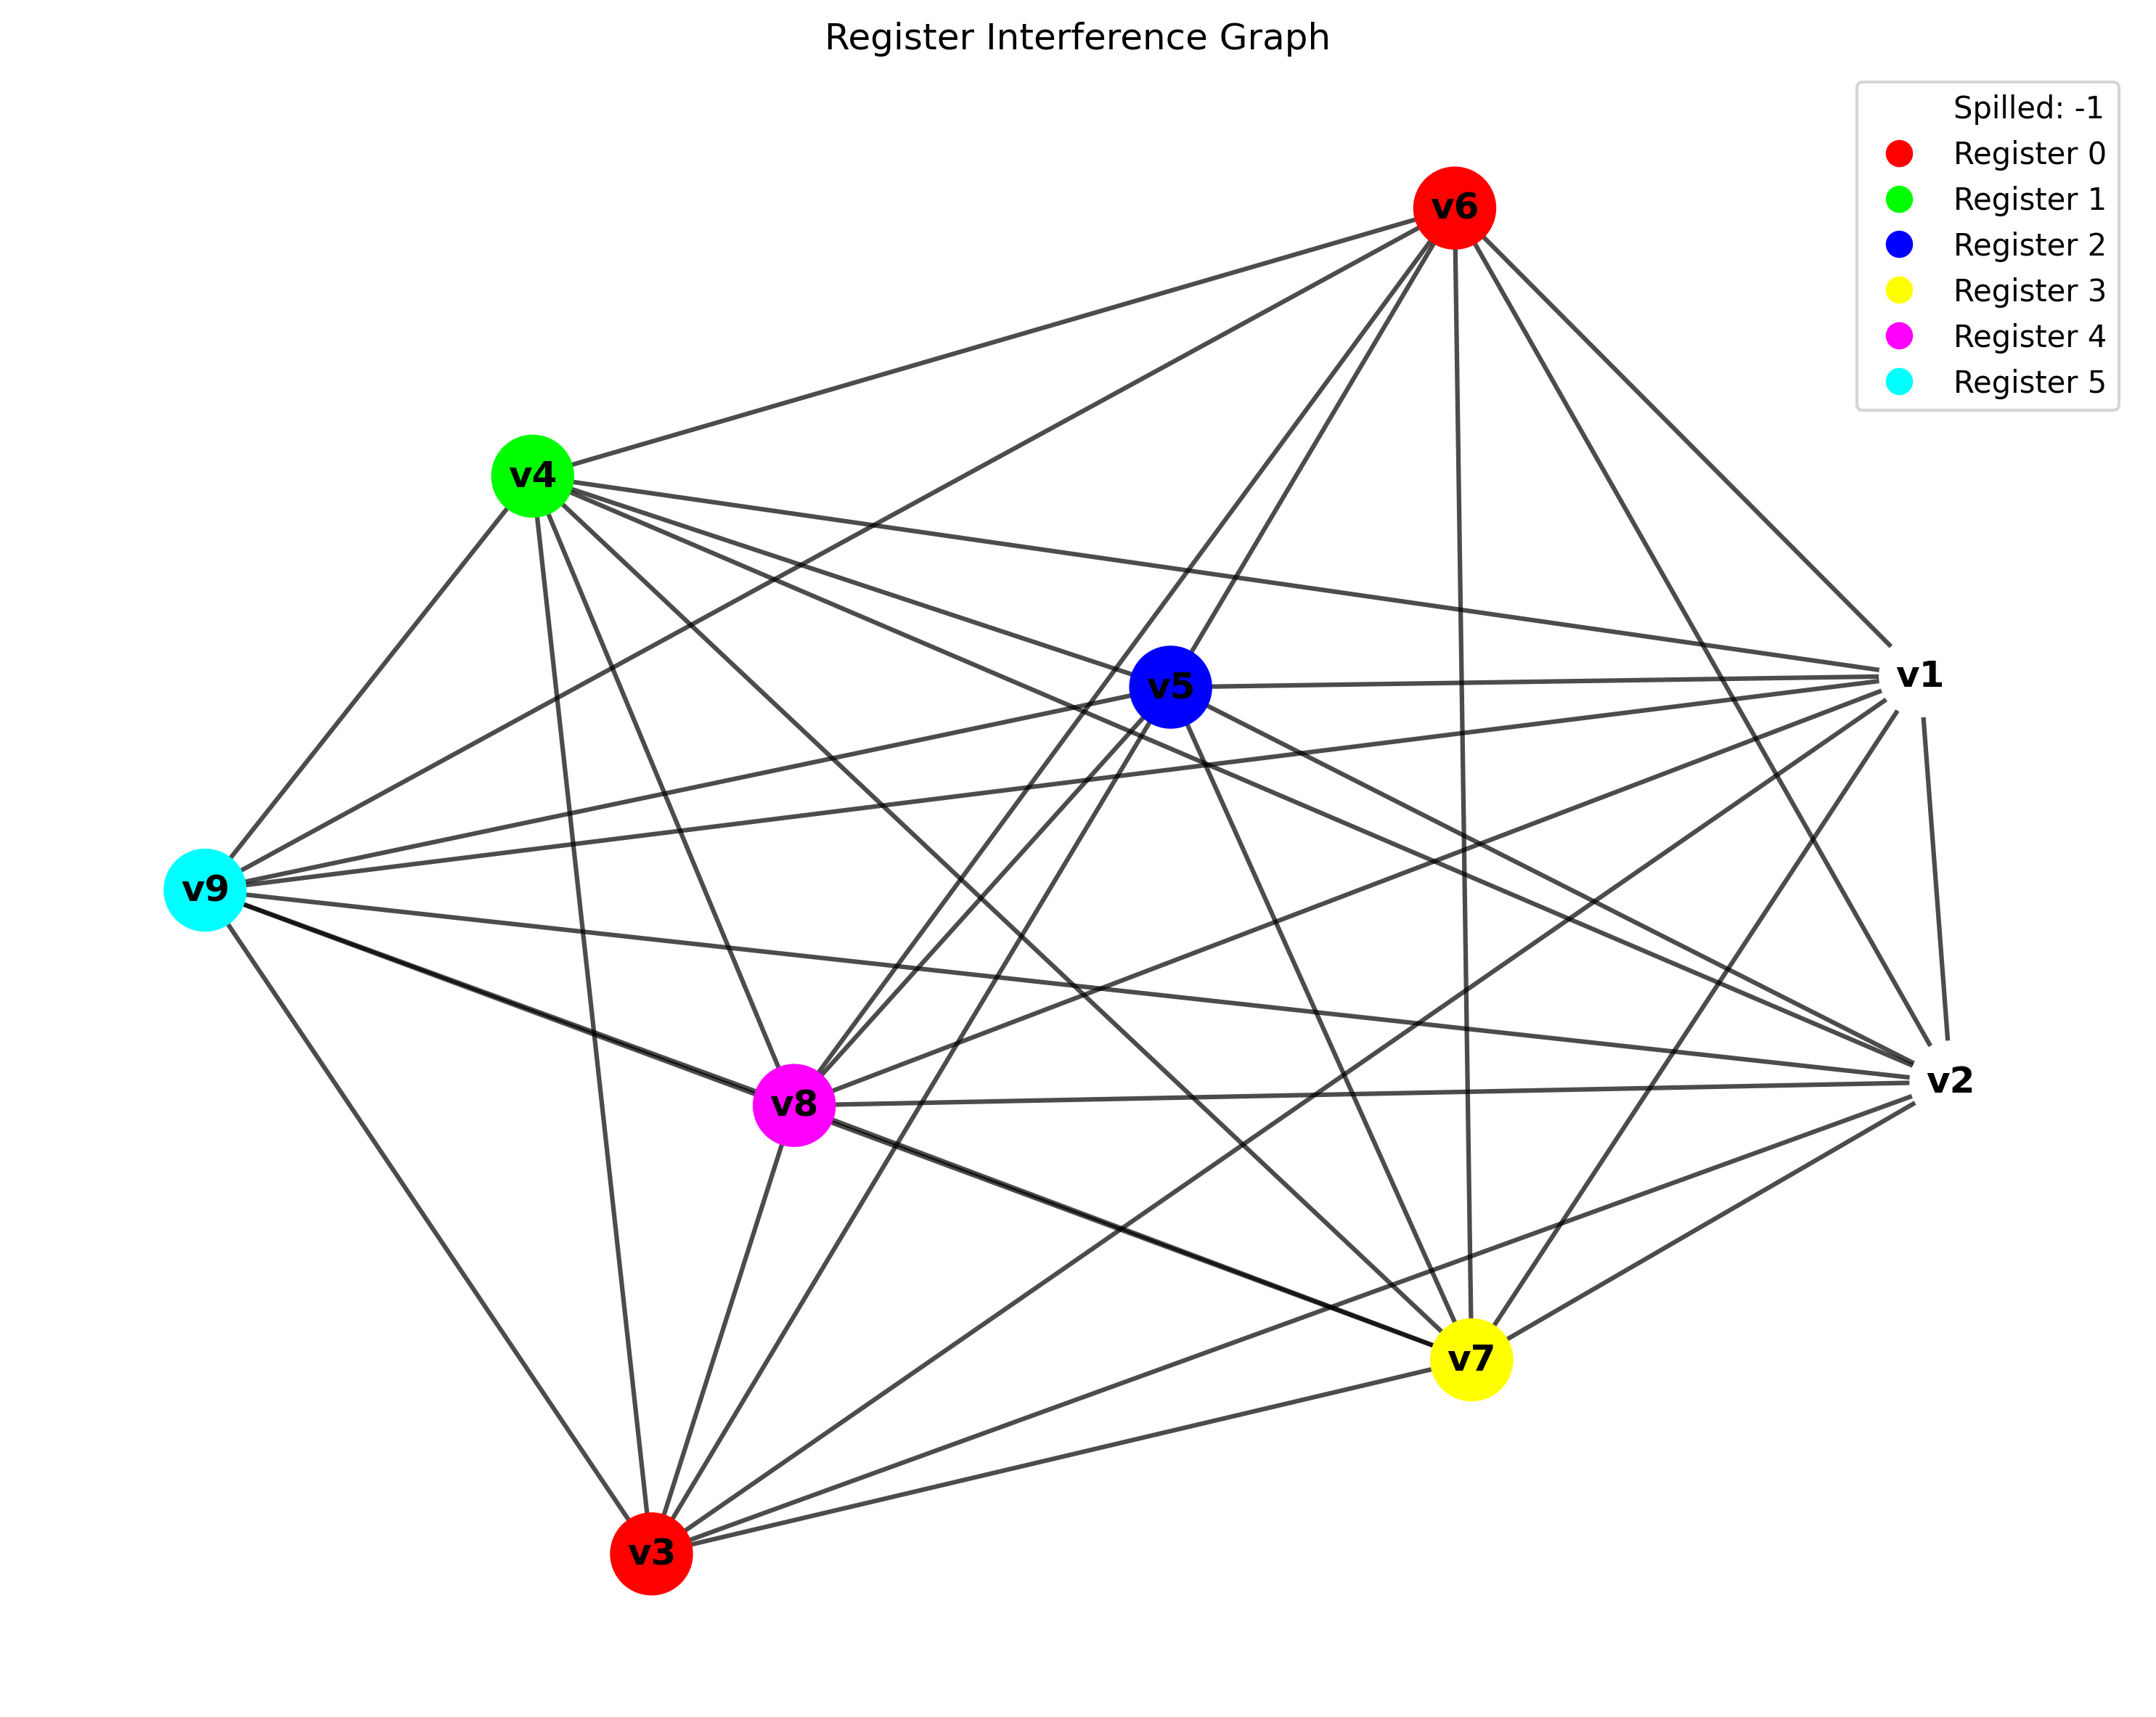 Register Interference Graph
Spilled: -1
Register 0
Register 1
Register 2
Register 3
Register 4
Register 5
v6
v4
v1
v5
v9
v2
v8
v7
v3